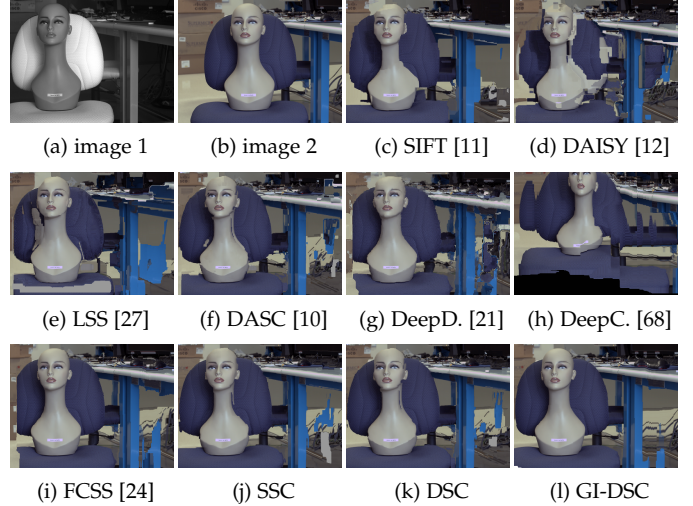 (a) image 1
(b) image 2
(c) SIFT [11]
(d) DAISY [12]
(e) LSS [27]
(f) DASC [10]
(g) DeepD. [21]
(h) DeepC. [68]
(i) FCSS [24]
(j) SSC
(k) DSC
(l) GI-DSC